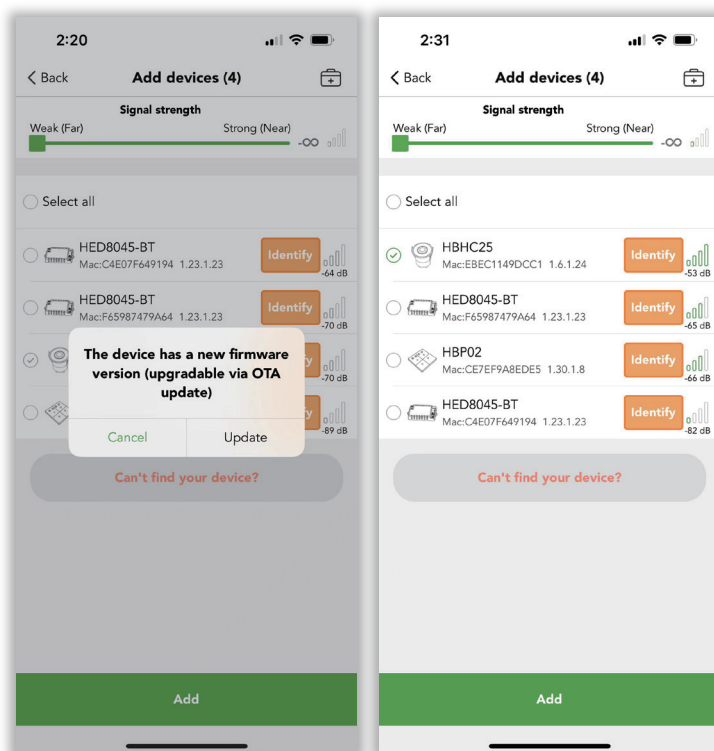 2:20
Back
Add devices (4)
Signal strength
Weak (Far)
Strong (Near)
-∞
Select all
HED8045-BT
Mac:C4E07F649194 1.23.1.23
Identify
-64 dB
HED8045-BT
Mac:F65987479A64 1.23.1.23
Identify
-70 dB
The device has a new firmware
version (upgradable via OTA
update)
Cancel
Update
-70 dB
-89 dB
Can't find your device?
Add
2:31
Back
Add devices (4)
Signal strength
Weak (Far)
Strong (Near)
-∞
Select all
HBHC25
Mac:EBEC1149DCC1 1.6.1.24
Identify
-53 dB
HED8045-BT
Mac:F65987479A64 1.23.1.23
Identify
-65 dB
HBP02
Mac:CE7EF9A8EDE5 1.30.1.8
Identify
-66 dB
HED8045-BT
Mac:C4E07F649194 1.23.1.23
Identify
-82 dB
Can't find your device?
Add